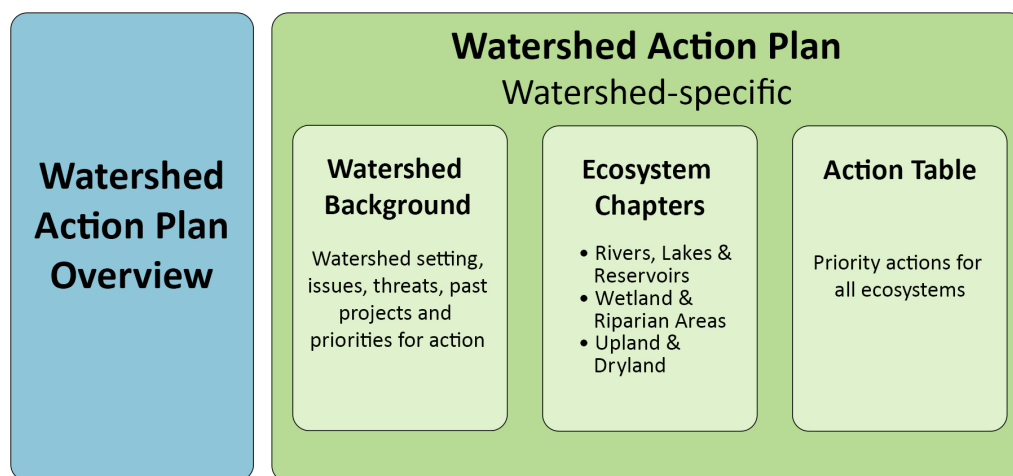 Watershed
Action Plan
Overview
Watershed Action Plan
Watershed-specific
Watershed
Background
Watershed setting,
issues, threats, past
projects and
priorities for action
Ecosystem
Chapters
• Rivers, Lakes &
Reservoirs
• Wetland &
Riparian Areas
• Upland &
Dryland
Action Table
Priority actions for
all ecosystems